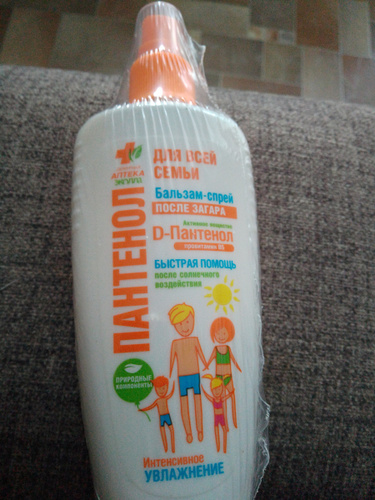 АПТЕКА
ЭКОЛЛА
ПАНТЕНОЛ
ДЛЯ ВСЕЙ
СЕМЬИ
Бальзам-спрей
ПОСЛЕ ЗАГАРА
Активное вещество
D-Пантенол
провитамин B5
БЫСТРАЯ ПОМОЩЬ
после солнечного
воздействия
ПРИРОДНЫЕ
КОМПОНЕНТЫ
Интенсивное
УВЛАЖНЕНИЕ